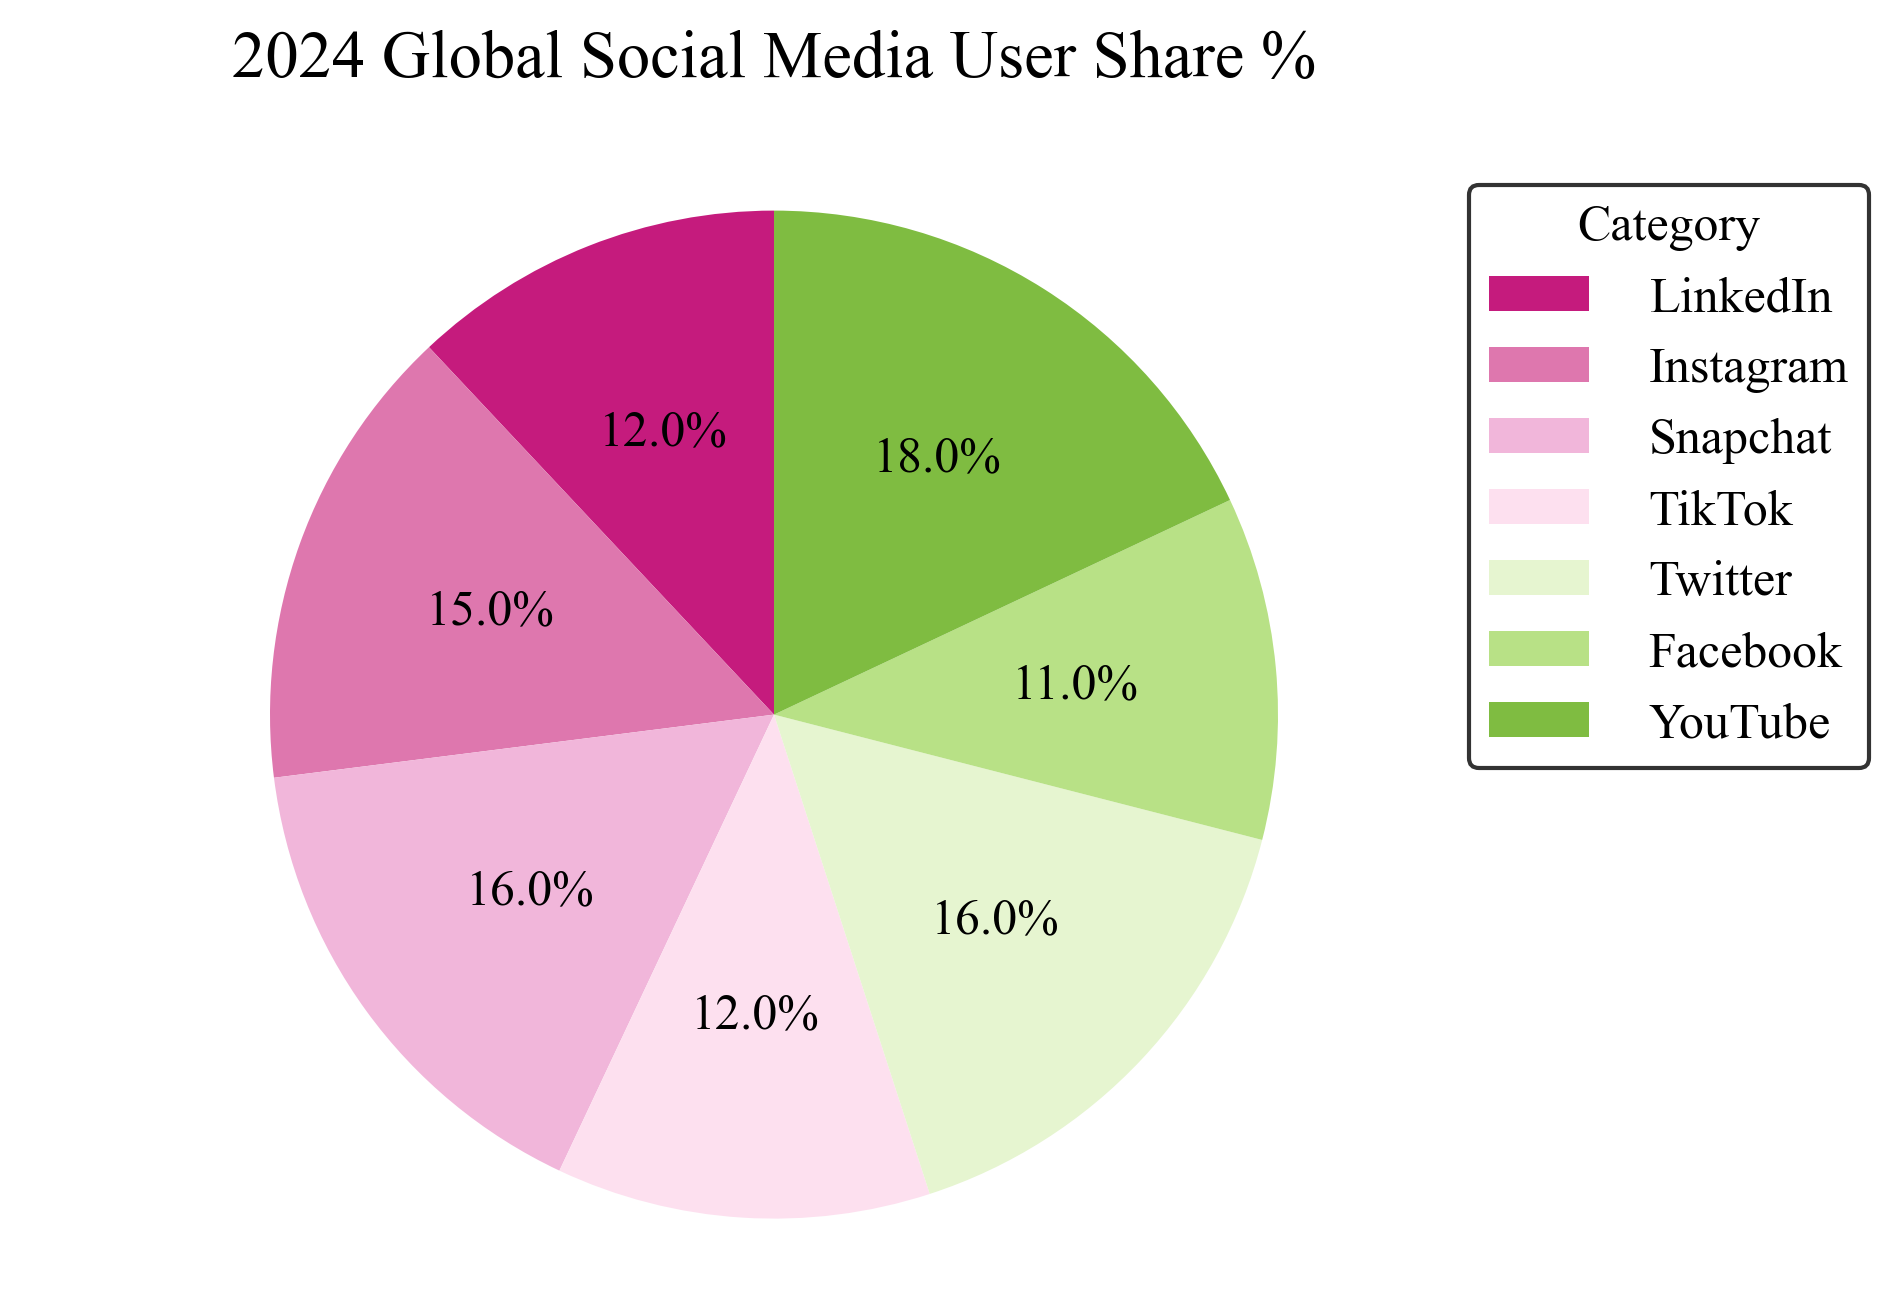 2024 Global Social Media User Share %
Category
LinkedIn
Instagram
Snapchat
TikTok
Twitter
Facebook
YouTube
12.0%
18.0%
15.0%
11.0%
16.0%
16.0%
12.0%